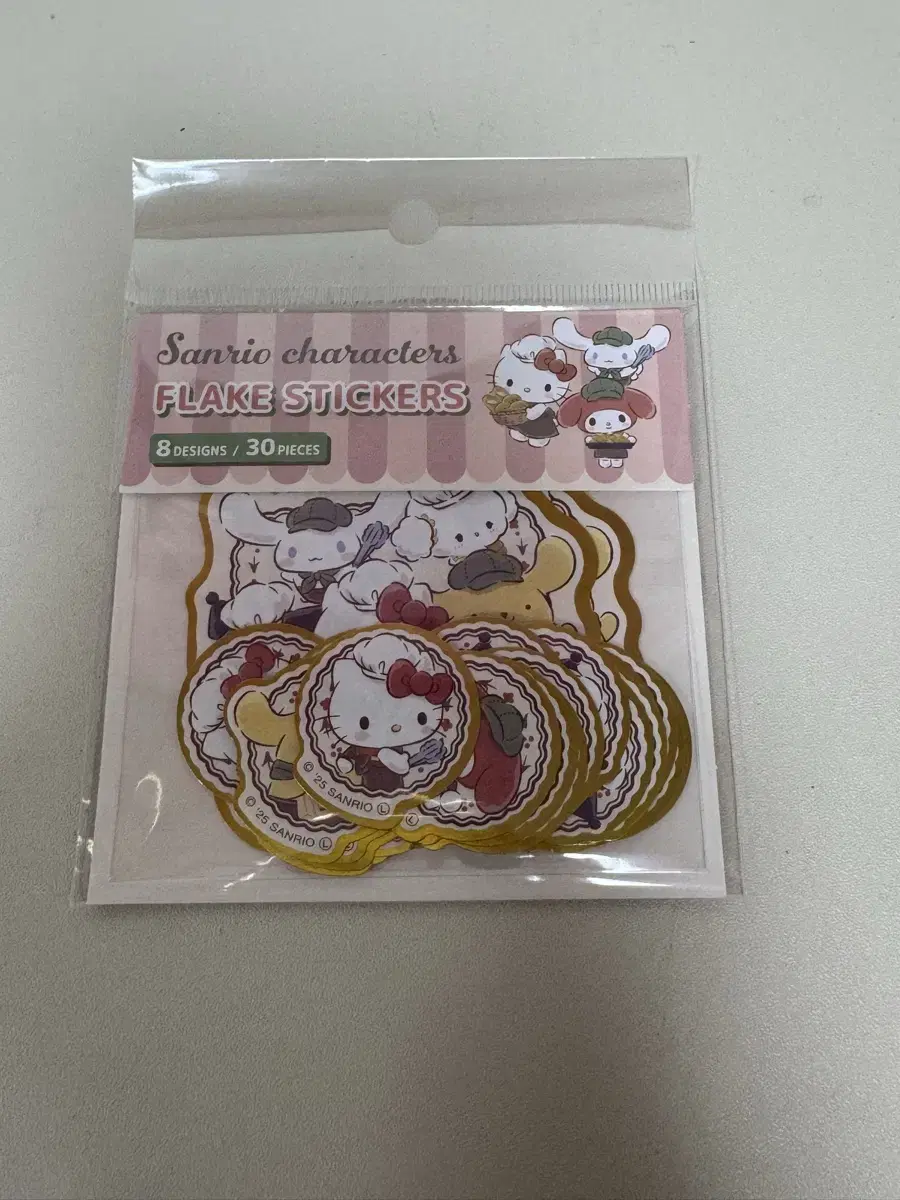 Sanrio characters
FLAKE STICKERS
8 DESIGNS / 30 PIECES
© '25 SANRIO Ⓛ
© '25 SANRIO Ⓛ